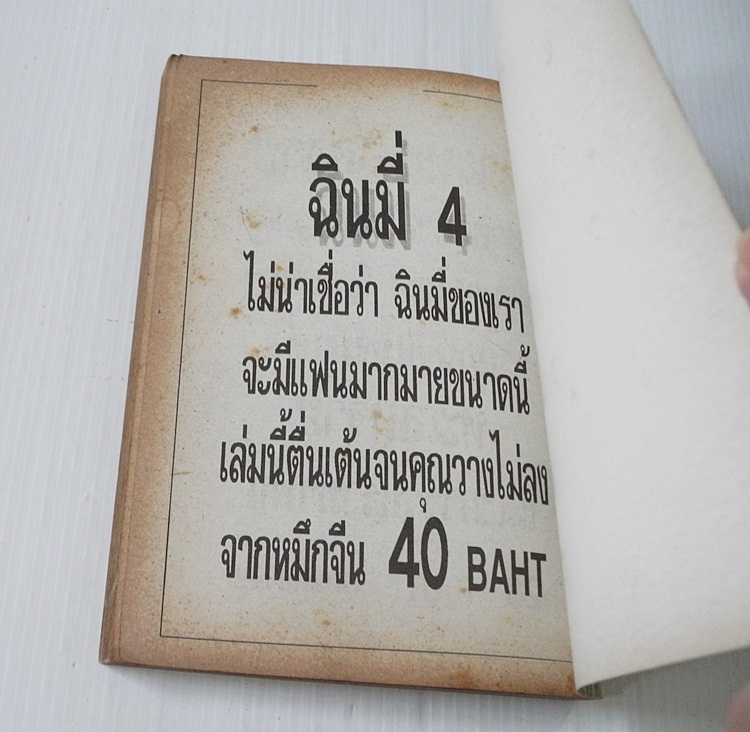 ฉินมี่ 4
ไม่น่าเชื่อว่า ฉินมี่ของเรา
จะมีแฟนมากมายขนาดนี้
เล่มนี้ตื่นเต้นจนคุณวางไม่ลง
จากหมึกจีน 40 BAHT